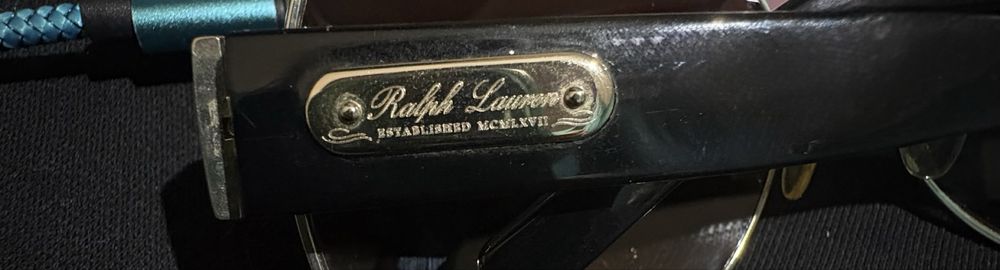 Ralph Lauren
ESTABLISHED MCMLXVII